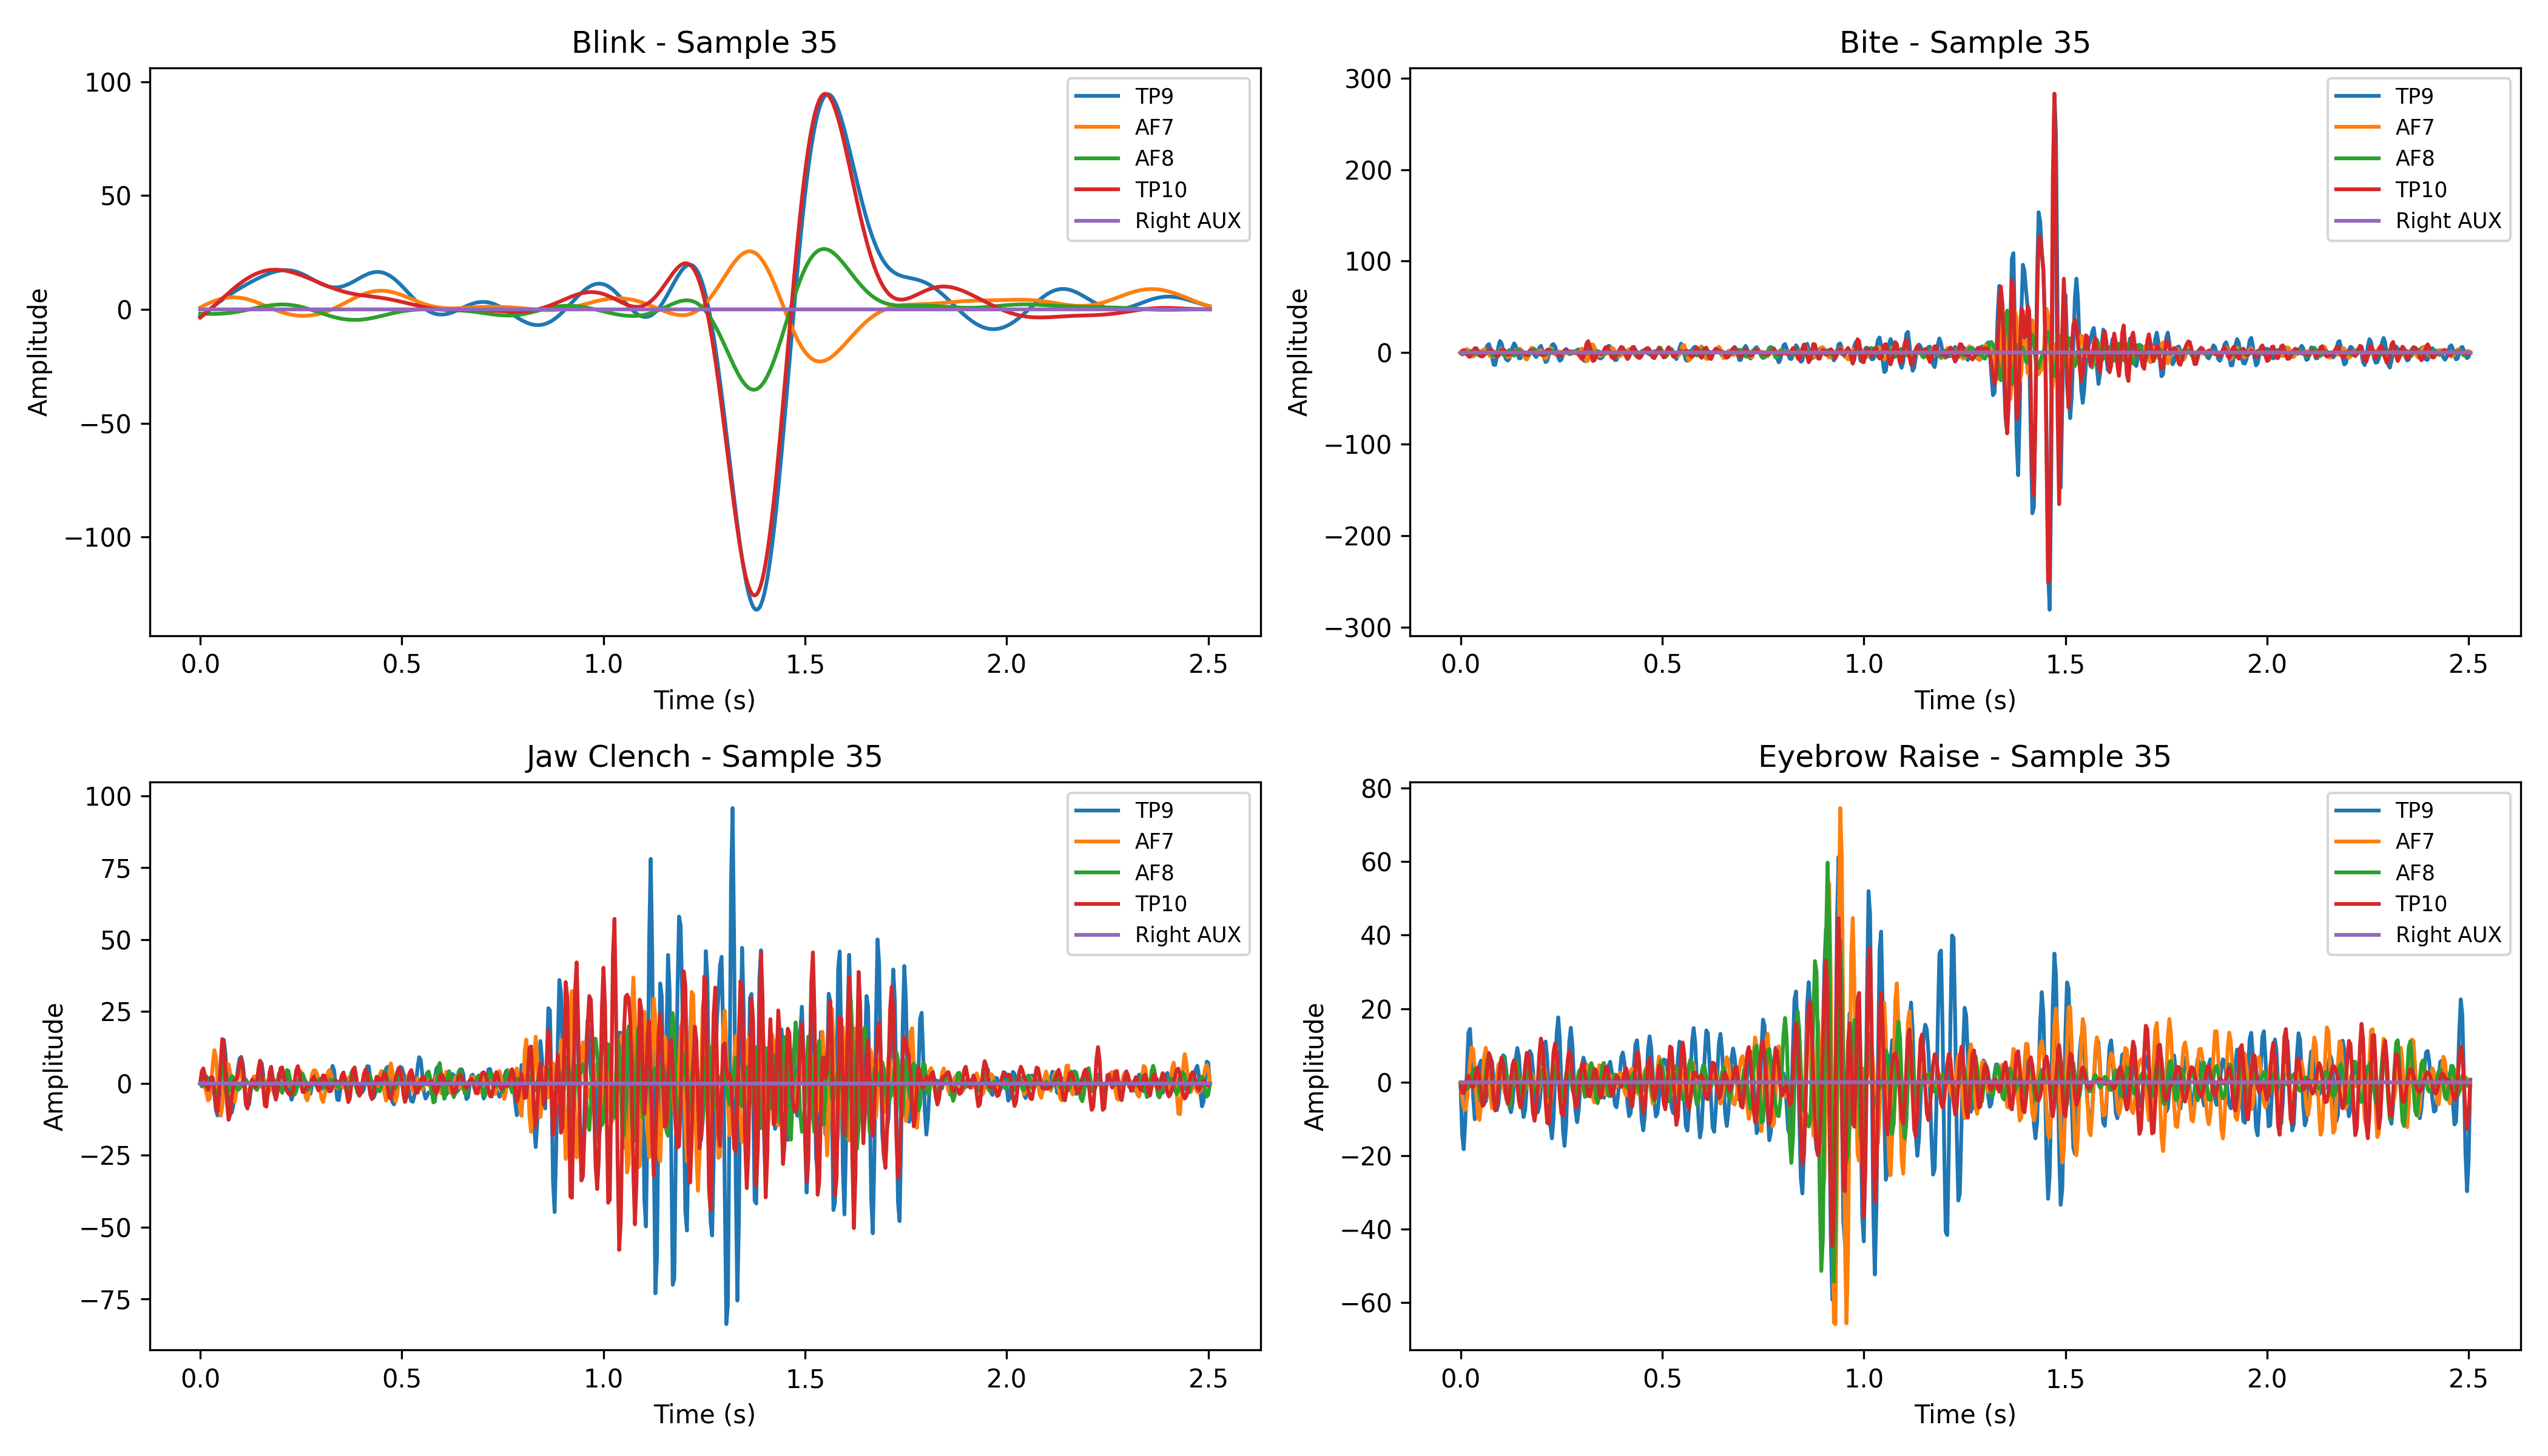 Blink - Sample 35
100
50
0
−50
−100
Amplitude
0.0 0.5 1.0 1.5 2.0 2.5
Time (s)
TP9
AF7
AF8
TP10
Right AUX
Bite - Sample 35
300
200
100
0
−100
−200
−300
Amplitude
0.0 0.5 1.0 1.5 2.0 2.5
Time (s)
TP9
AF7
AF8
TP10
Right AUX
Jaw Clench - Sample 35
100
75
50
25
0
−25
−50
−75
Amplitude
0.0 0.5 1.0 1.5 2.0 2.5
Time (s)
TP9
AF7
AF8
TP10
Right AUX
Eyebrow Raise - Sample 35
80
60
40
20
0
−20
−40
−60
Amplitude
0.0 0.5 1.0 1.5 2.0 2.5
Time (s)
TP9
AF7
AF8
TP10
Right AUX